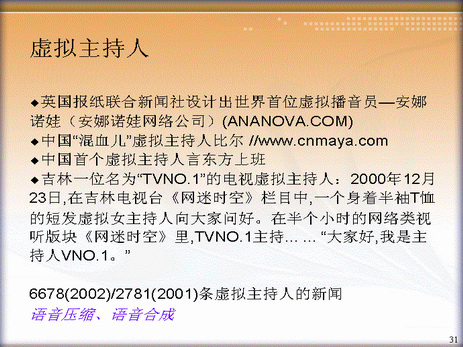 虚拟主持人
◆英国报纸联合新闻社设计出世界首位虚拟播音员—安娜
诺娃（安娜诺娃网络公司）(ANANOVA.COM)
◆中国“混血儿”虚拟主持人比尔 //www.cnmaya.com
◆中国首个虚拟主持人言东方上班
◆吉林一位名为“TVNO.1”的电视虚拟主持人：2000年12月
23日,在吉林电视台《网迷时空》栏目中,一个身着半袖T恤
的短发虚拟女主持人向大家问好。在半个小时的网络类视
听版块《网迷时空》里,TVNO.1主持... ... “大家好,我是主
持人VNO.1。”
6678(2002)/2781(2001)条虚拟主持人的新闻
语音压缩、语音合成
31